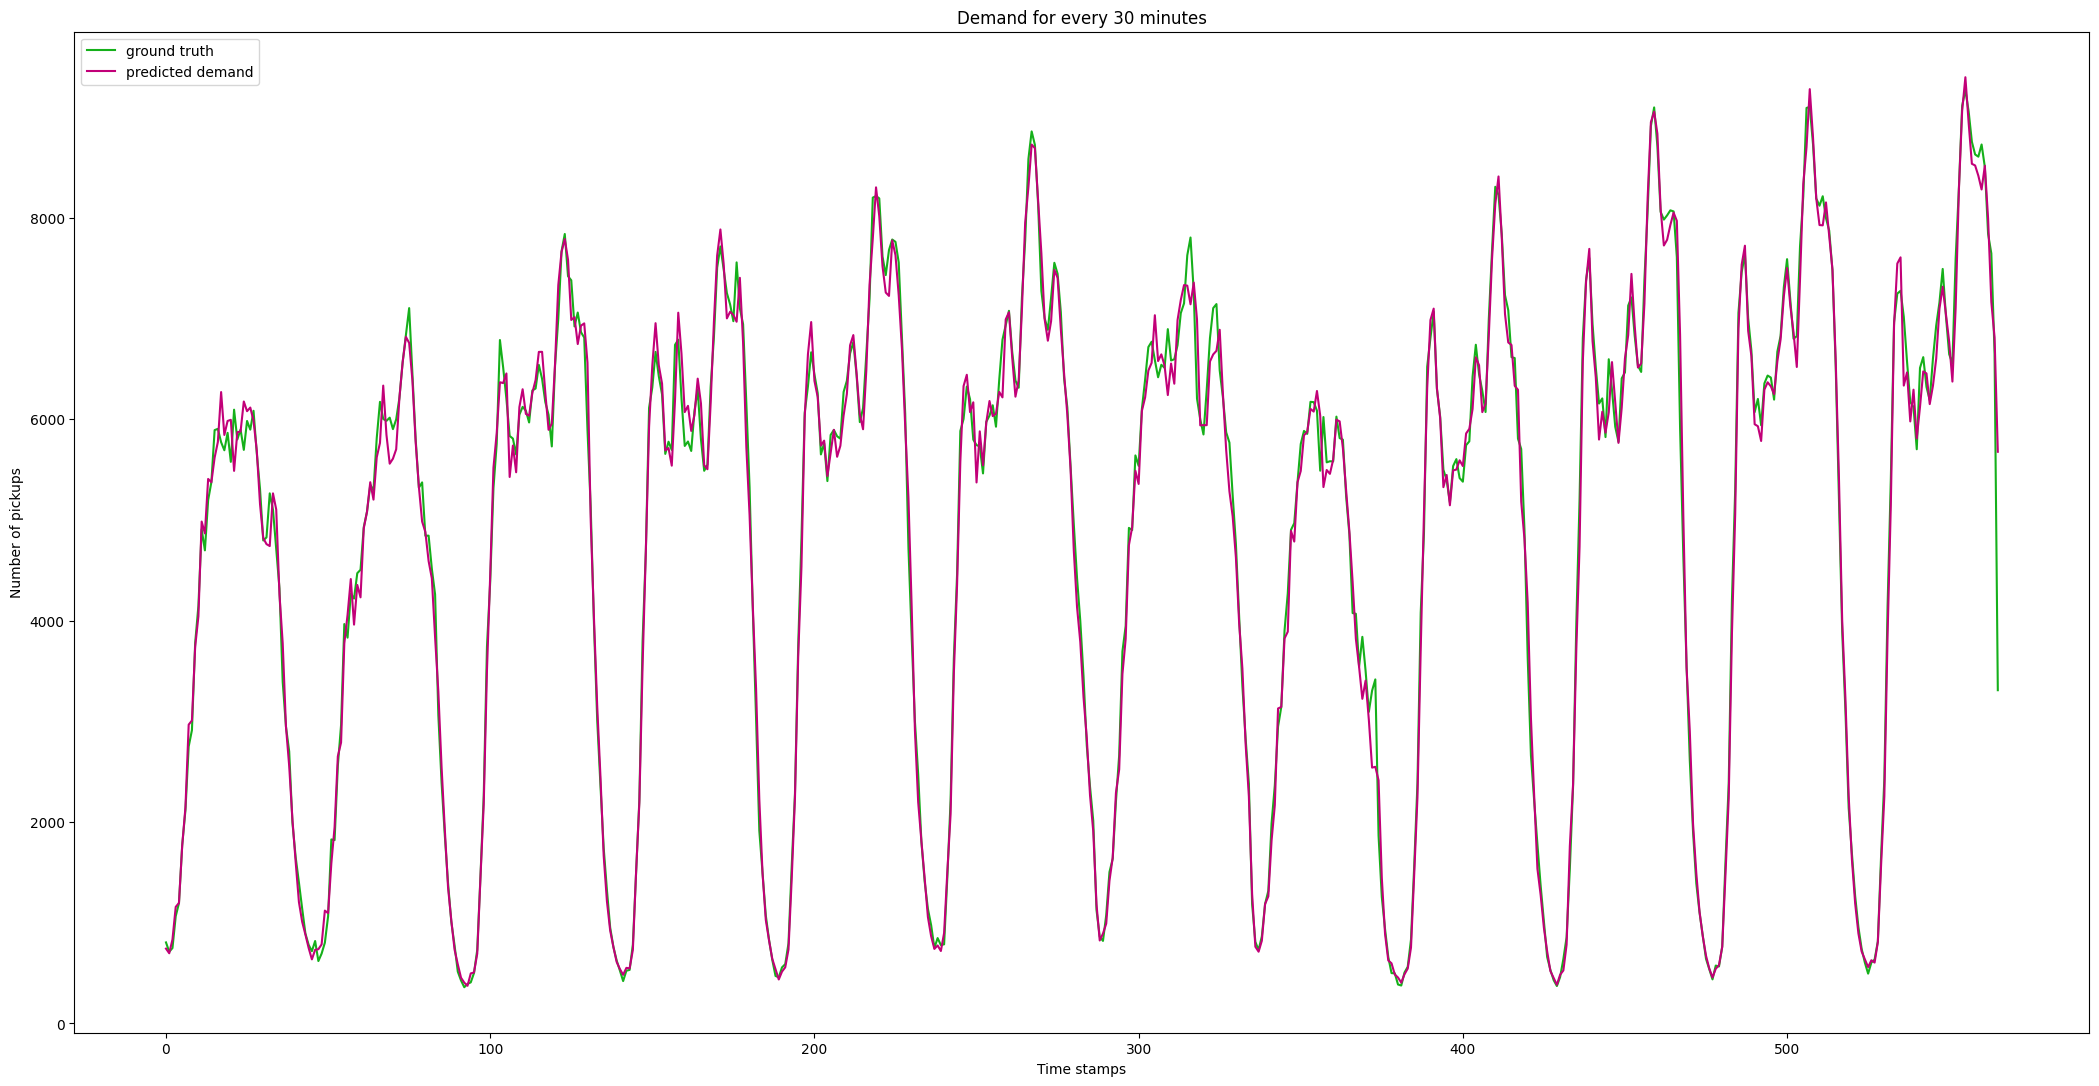 Demand for every 30 minutes
ground truth
predicted demand
Number of pickups
8000
6000
4000
2000
0
0 100 200 300 400 500
Time stamps